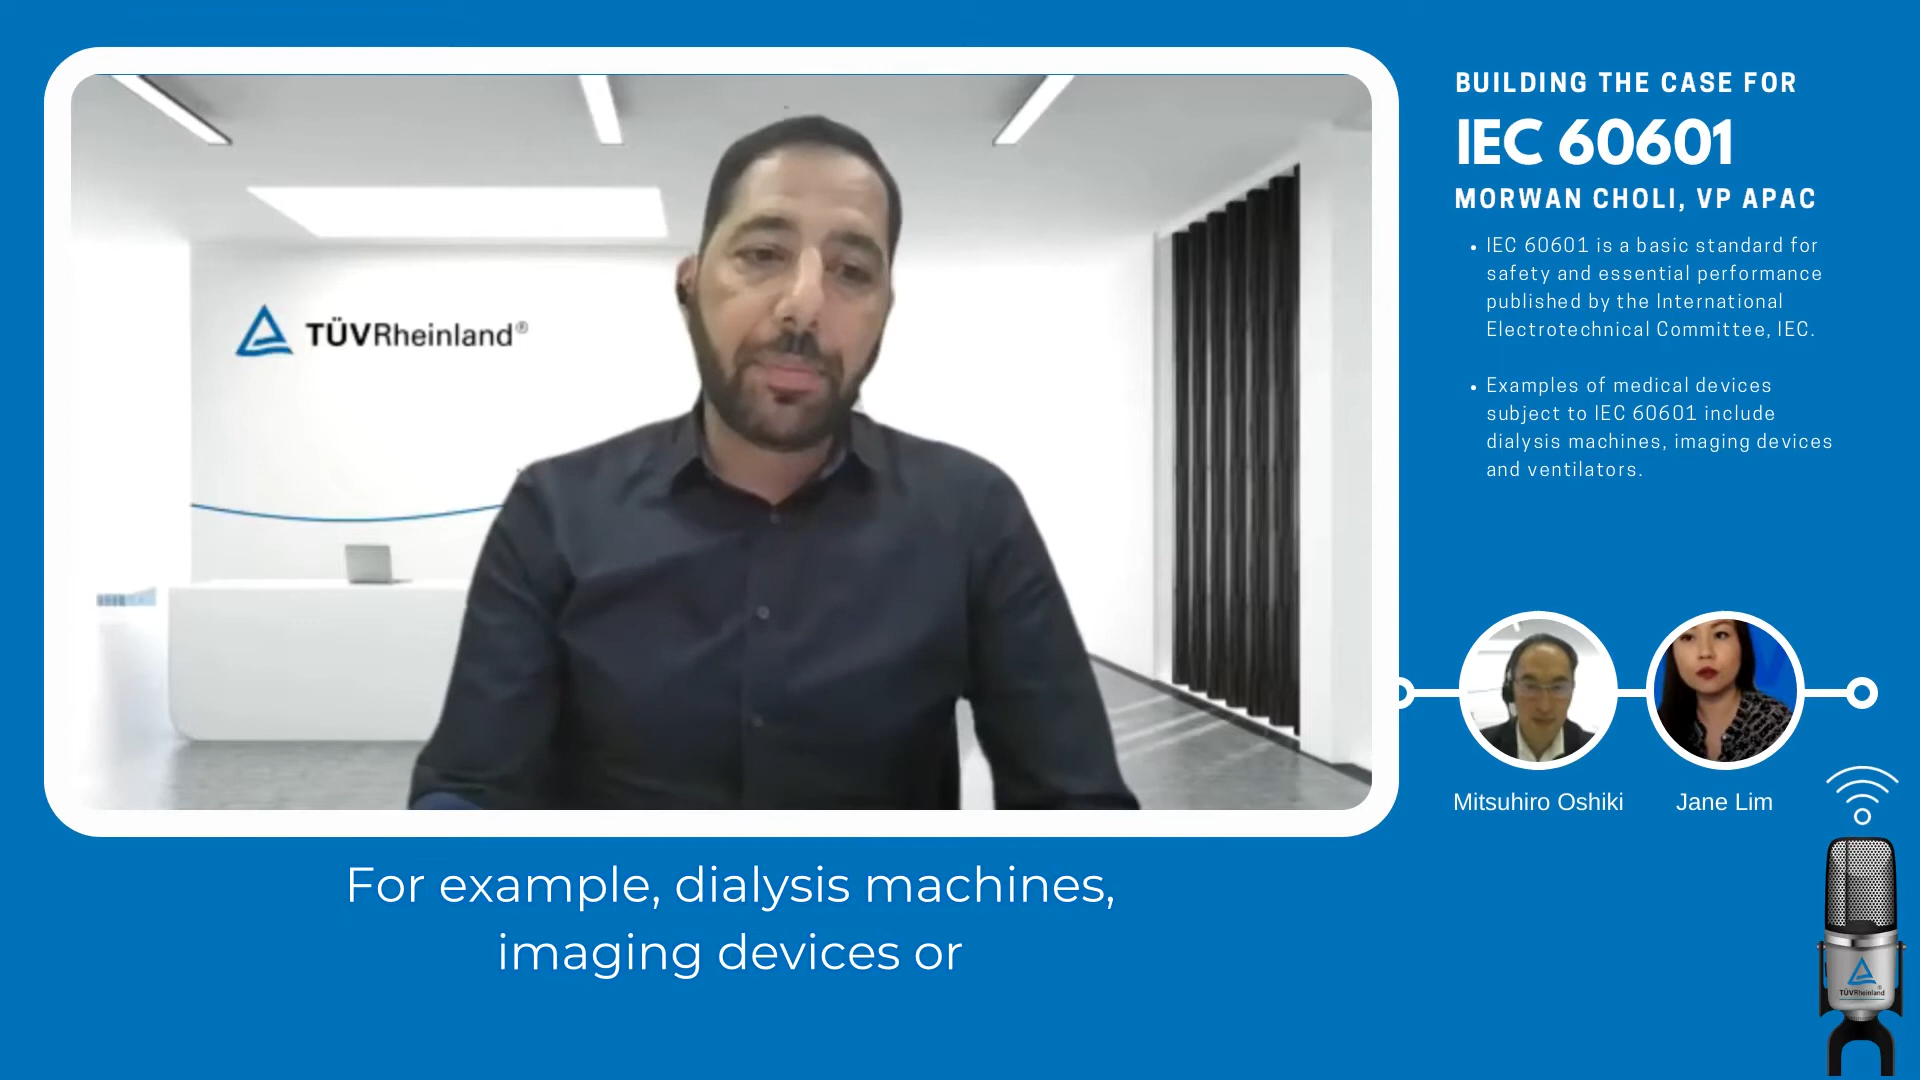 BUILDING THE CASE FOR
IEC 60601
MORWAN CHOLI, VP APAC
• IEC 60601 is a basic standard for
safety and essential performance
published by the International
Electrotechnical Committee, IEC.
• Examples of medical devices
subject to IEC 60601 include
dialysis machines, imaging devices
and ventilators.
TÜVRheinland®
Mitsuhiro Oshiki
Jane Lim
For example, dialysis machines,
imaging devices or
TÜVRheinland®